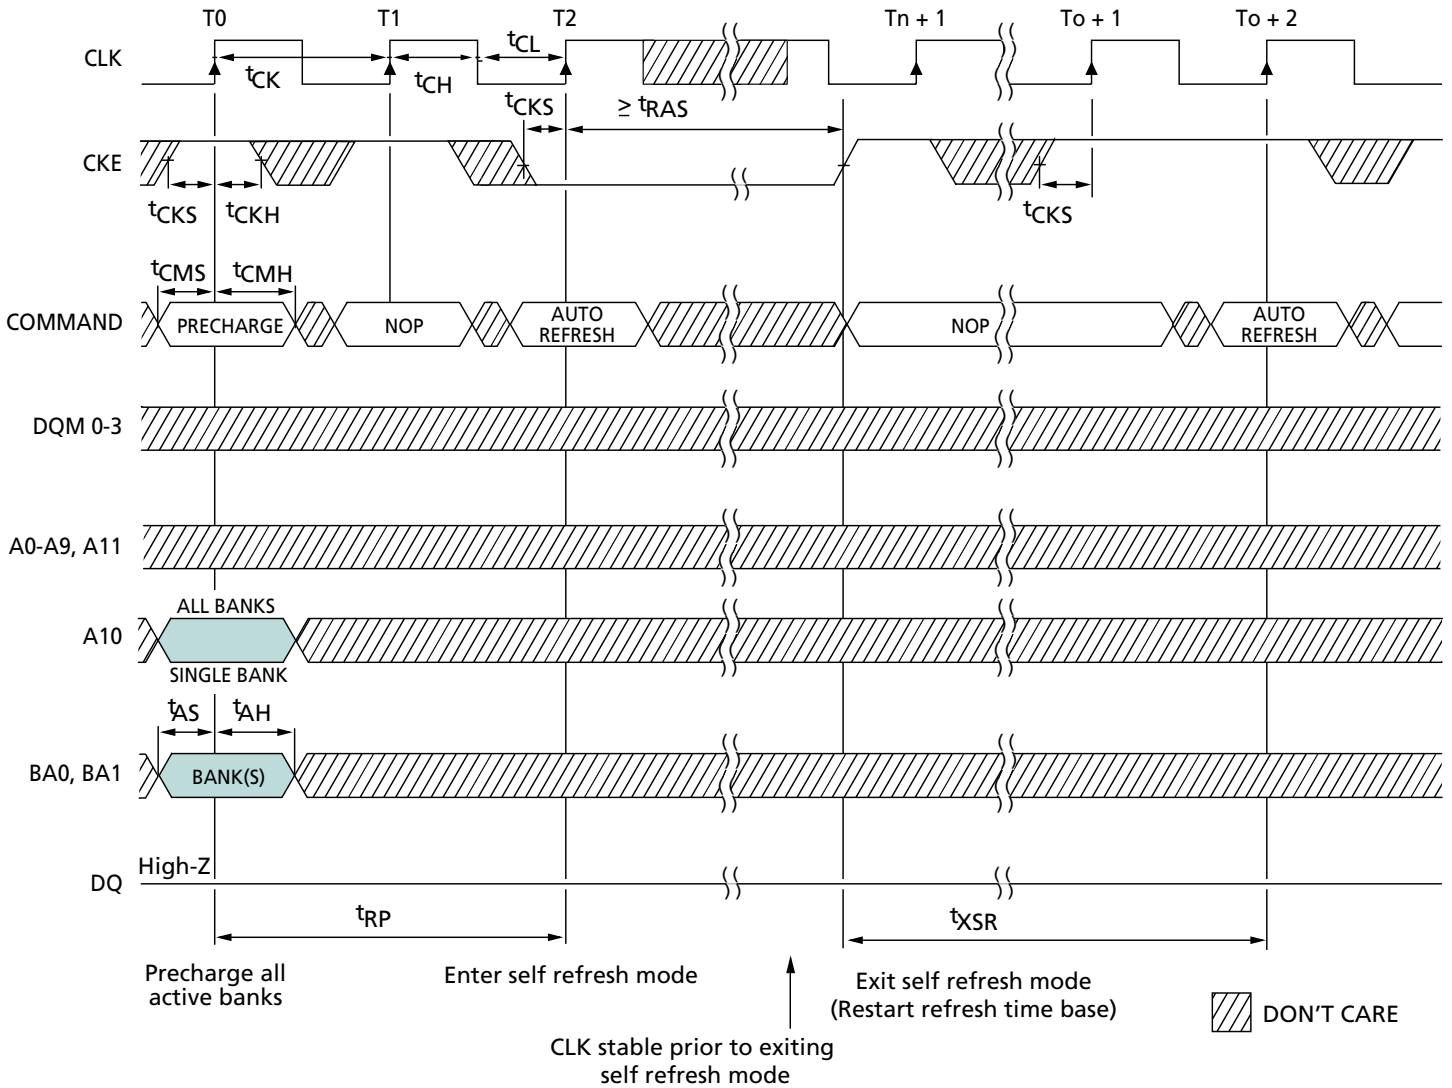 T0 T1 T2 Tn + 1 To + 1 To + 2
CLK
tCK tCH tCL
tCKS ≥ tRAS
CKE
tCKS tCKH tCKS
tCMS tCMH
COMMAND PRECHARGE NOP AUTO REFRESH NOP AUTO REFRESH
DQM 0-3
A0-A9, A11
ALL BANKS
A10
SINGLE BANK
tAS tAH
BA0, BA1 BANK(S)
High-Z
DQ
tRP tXSR
Precharge all
active banks
Enter self refresh mode
CLK stable prior to exiting
self refresh mode
Exit self refresh mode
(Restart refresh time base)
DON'T CARE